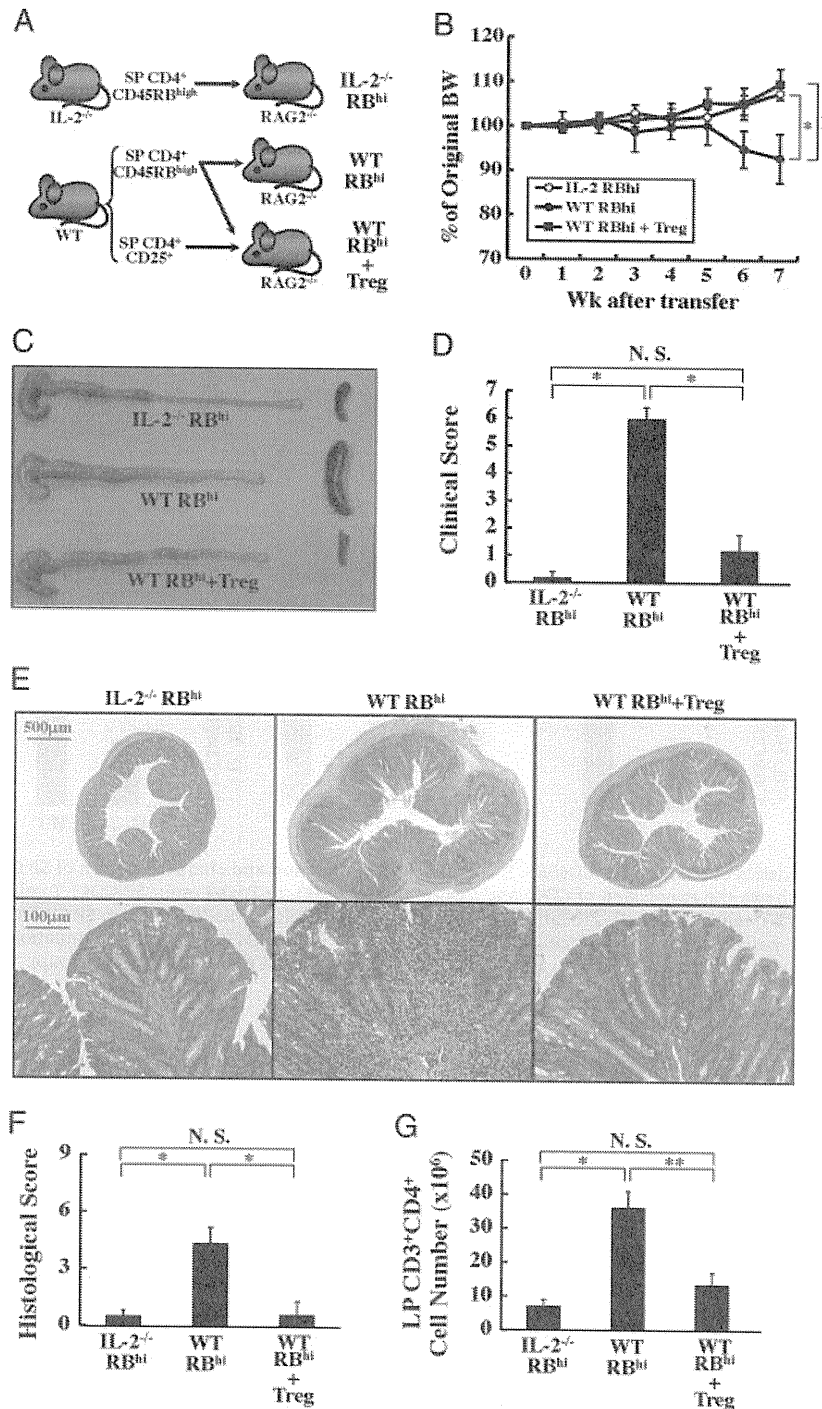 A
SP CD4⁺
CD45RBhigh
IL-2⁻/⁻
RAG2⁻/⁻
IL-2⁻/⁻
RBhi
SP CD4⁺
CD45RBhigh
WT
RAG2⁻/⁻
WT
RBhi
SP CD4⁺
CD25⁺
RAG2⁻/⁻
WT
RBhi
+
Treg
B
% of Original BW
120
110
100
90
80
70
IL-2 RBhi
WT RBhi
WT RBhi + Treg
*
0 1 2 3 4 5 6 7
Wk after transfer
C
IL-2⁻/⁻ RBhi
WT RBhi
WT RBhi+Treg
D
N. S.
* *
Clinical Score
7
6
5
4
3
2
1
0
IL-2⁻/⁻
RBhi
WT
RBhi
WT
RBhi
+
Treg
E
IL-2⁻/⁻ RBhi WT RBhi WT RBhi+Treg
500μm
100μm
F
N. S.
* *
Histological Score
9
6
3
0
IL-2⁻/⁻
RBhi
WT
RBhi
WT
RBhi
+
Treg
G
N. S.
* **
LP CD3⁺CD4⁺
Cell Number (x10⁶)
50
40
30
20
10
0
IL-2⁻/⁻
RBhi
WT
RBhi
WT
RBhi
+
Treg